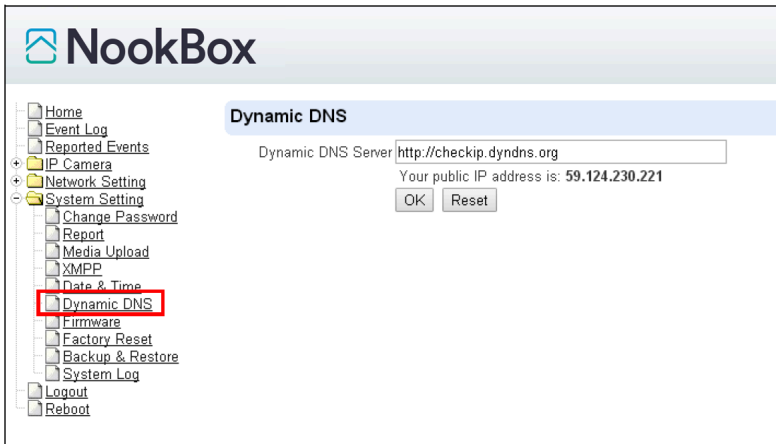 NookBox
Home
Event Log
Reported Events
IP Camera
Network Setting
System Setting
Change Password
Report
Media Upload
XMPP
Date & Time
Dynamic DNS
Firmware
Factory Reset
Backup & Restore
System Log
Logout
Reboot
Dynamic DNS
Dynamic DNS Server http://checkip.dyndns.org
Your public IP address is: 59.124.230.221
OK Reset